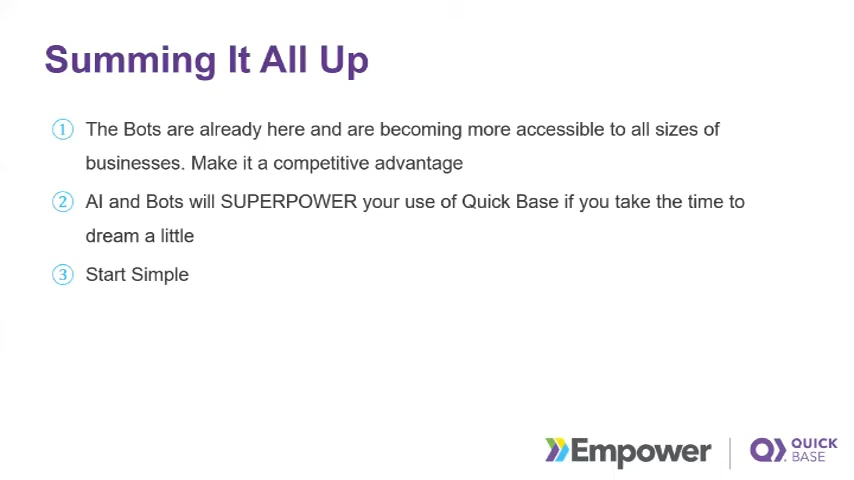 Summing It All Up
① The Bots are already here and are becoming more accessible to all sizes of
businesses. Make it a competitive advantage
② AI and Bots will SUPERPOWER your use of Quick Base if you take the time to
dream a little
③ Start Simple
Empower
QUICK
BASE